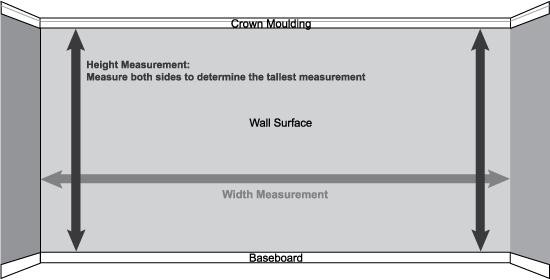 Crown Moulding
Height Measurement:
Measure both sides to determine the tallest measurement
Wall Surface
Width Measurement
Baseboard